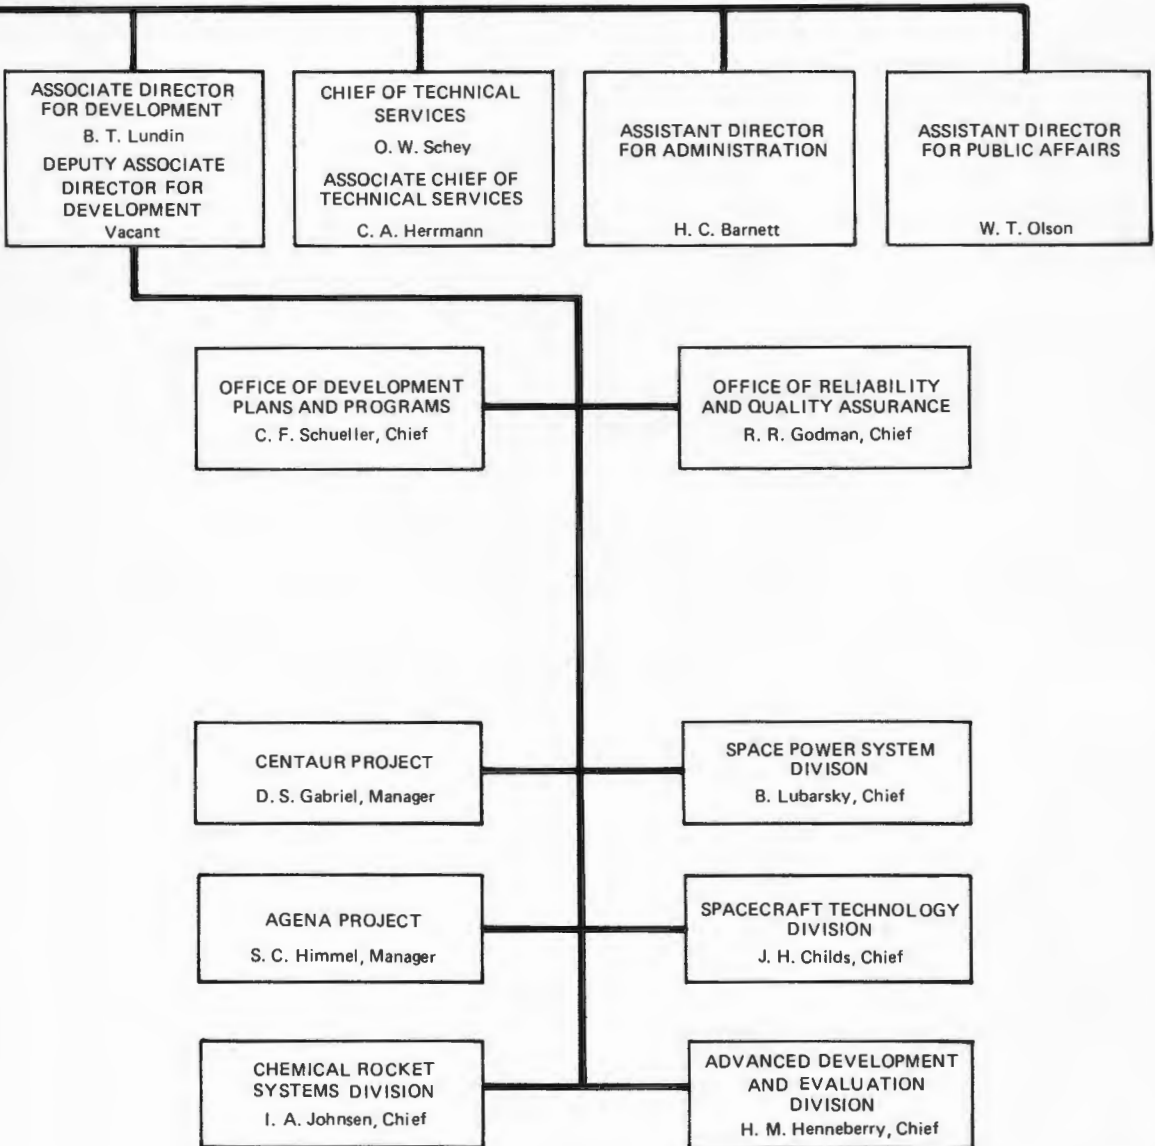 ASSOCIATE DIRECTOR
FOR DEVELOPMENT
B. T. Lundin
DEPUTY ASSOCIATE
DIRECTOR FOR
DEVELOPMENT
Vacant
CHIEF OF TECHNICAL
SERVICES
O. W. Schey
ASSOCIATE CHIEF OF
TECHNICAL SERVICES
C. A. Herrmann
ASSISTANT DIRECTOR
FOR ADMINISTRATION
H. C. Barnett
ASSISTANT DIRECTOR
FOR PUBLIC AFFAIRS
W. T. Olson
OFFICE OF DEVELOPMENT
PLANS AND PROGRAMS
C. F. Schueller, Chief
OFFICE OF RELIABILITY
AND QUALITY ASSURANCE
R. R. Godman, Chief
CENTAUR PROJECT
D. S. Gabriel, Manager
SPACE POWER SYSTEM
DIVISON
B. Lubarsky, Chief
AGENA PROJECT
S. C. Himmel, Manager
SPACECRAFT TECHNOLOGY
DIVISION
J. H. Childs, Chief
CHEMICAL ROCKET
SYSTEMS DIVISION
I. A. Johnsen, Chief
ADVANCED DEVELOPMENT
AND EVALUATION
DIVISION
H. M. Henneberry, Chief